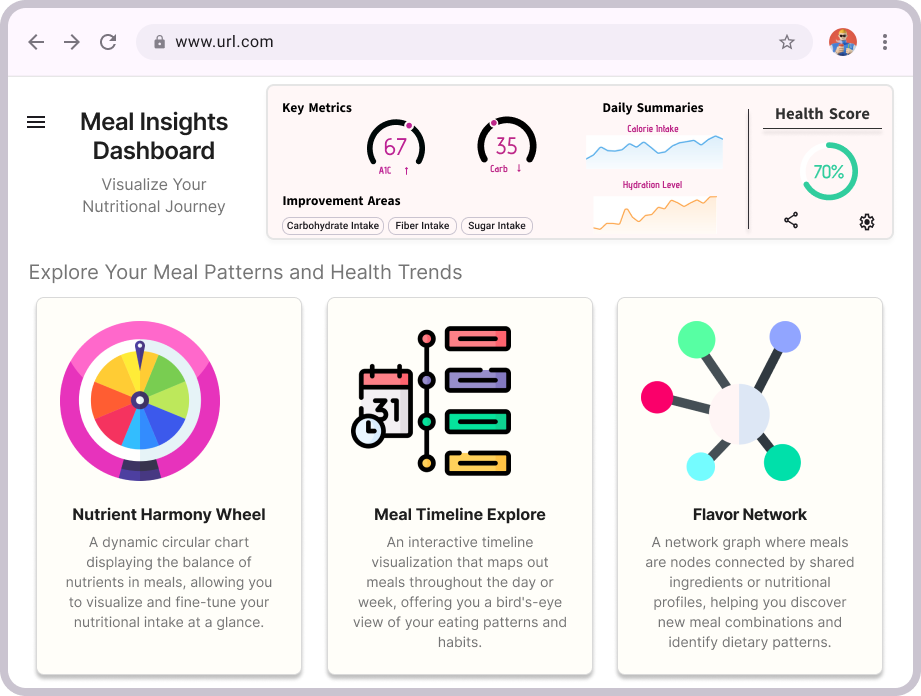 www.url.com
Meal Insights
Dashboard
Visualize Your
Nutritional Journey
Key Metrics
67
A1C ↑
35
Carb ↓
Improvement Areas
Carbohydrate Intake
Fiber Intake
Sugar Intake
Daily Summaries
Calorie Intake
Hydration Level
Health Score
70%
Explore Your Meal Patterns and Health Trends
Nutrient Harmony Wheel
A dynamic circular chart
displaying the balance of
nutrients in meals, allowing you
to visualize and fine-tune your
nutritional intake at a glance.
31
Meal Timeline Explore
An interactive timeline
visualization that maps out
meals throughout the day or
week, offering you a bird's-eye
view of your eating patterns and
habits.
Flavor Network
A network graph where meals
are nodes connected by shared
ingredients or nutritional
profiles, helping you discover
new meal combinations and
identify dietary patterns.